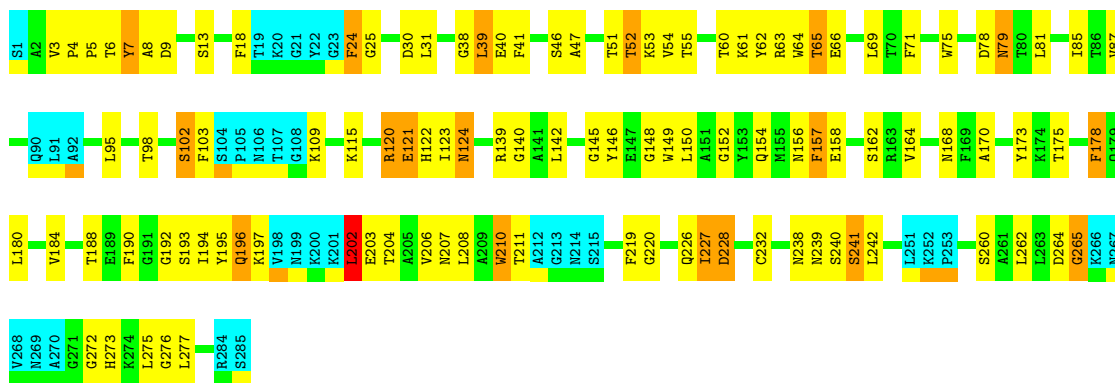 S1 A2 V3 P4 P5 T6 Y7 A8 D9 S13 F18 T19 K20 G21 Y22 G23 F24 G25 D30 L31 G38 L39 E40 F41 S46 A47 T51 T52 K53 V54 T55 T60 K61 Y62 R63 W64 T65 E66 L69 T70 F71 W75 D78 N79 T80 L81 I85 T86 W87
Q90 L91 A92 L95 T98 S102 F103 S104 P105 N106 T107 G108 K109 K115 R120 E121 H122 I123 N124 R139 G140 A141 L142 G145 Y146 E147 G148 W149 L150 A151 G152 Y153 Q154 M155 N156 F157 E158 S162 R163 V164 N168 F169 A170 Y173 K174 T175 F178
L180 V184 T188 E189 F190 G191 G192 S193 I194 Y195 Q196 K197 V198 N199 K200 K201 L202 E203 T204 A205 V206 N207 L208 A209 W210 T211 A212 G213 N214 S215 F219 G220 Q226 I227 D228 C232 N238 N239 S240 S241 L242 L251 K252 P253 S260 A261 L262 L263 D264 G265 K266
V268 N269 A270 G271 G272 H273 K274 L275 G276 L277 R284 S285